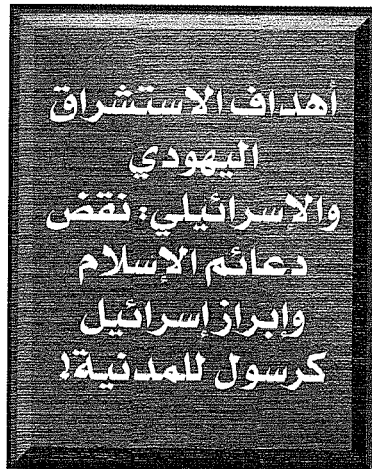 أهداف الاستشراق
اليهودي
والإسرائيلي: نقض
دعائم الإسلام
وإبراز إسرائيل
كرسول للمدنية!